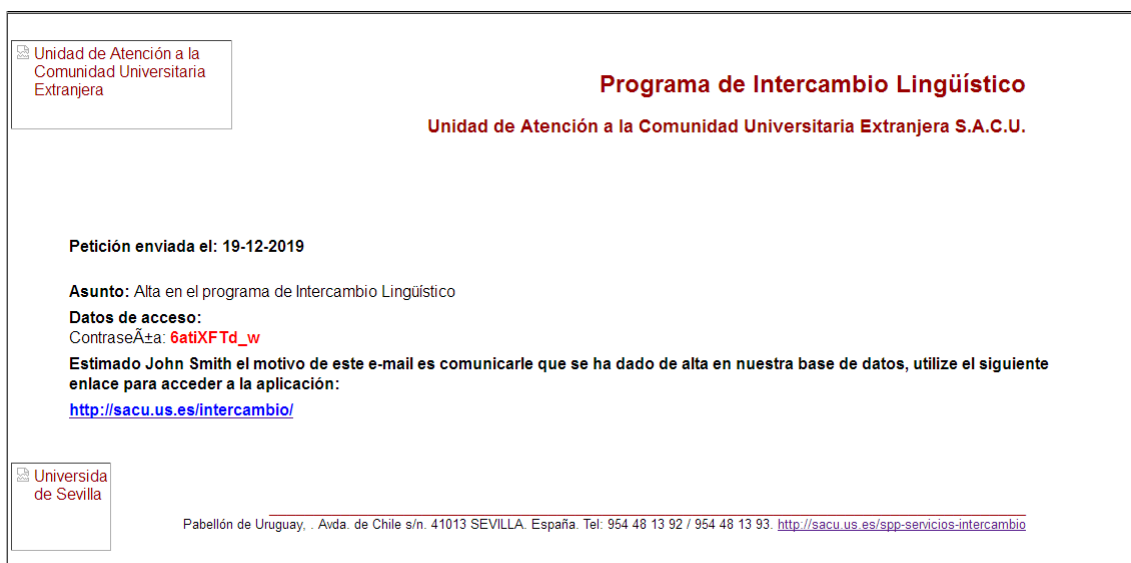 Unidad de Atención a la
Comunidad Universitaria
Extranjera
Programa de Intercambio Lingüístico
Unidad de Atención a la Comunidad Universitaria Extranjera S.A.C.U.
Petición enviada el: 19-12-2019
Asunto: Alta en el programa de Intercambio Lingüístico
Datos de acceso:
ContraseÃ±a: 6atiXFTd_w
Estimado John Smith el motivo de este e-mail es comunicarle que se ha dado de alta en nuestra base de datos, utilize el siguiente
enlace para acceder a la aplicación:
http://sacu.us.es/intercambio/
Universida
de Sevilla
Pabellón de Uruguay, . Avda. de Chile s/n. 41013 SEVILLA. España. Tel: 954 48 13 92 / 954 48 13 93. http://sacu.us.es/spp-servicios-intercambio